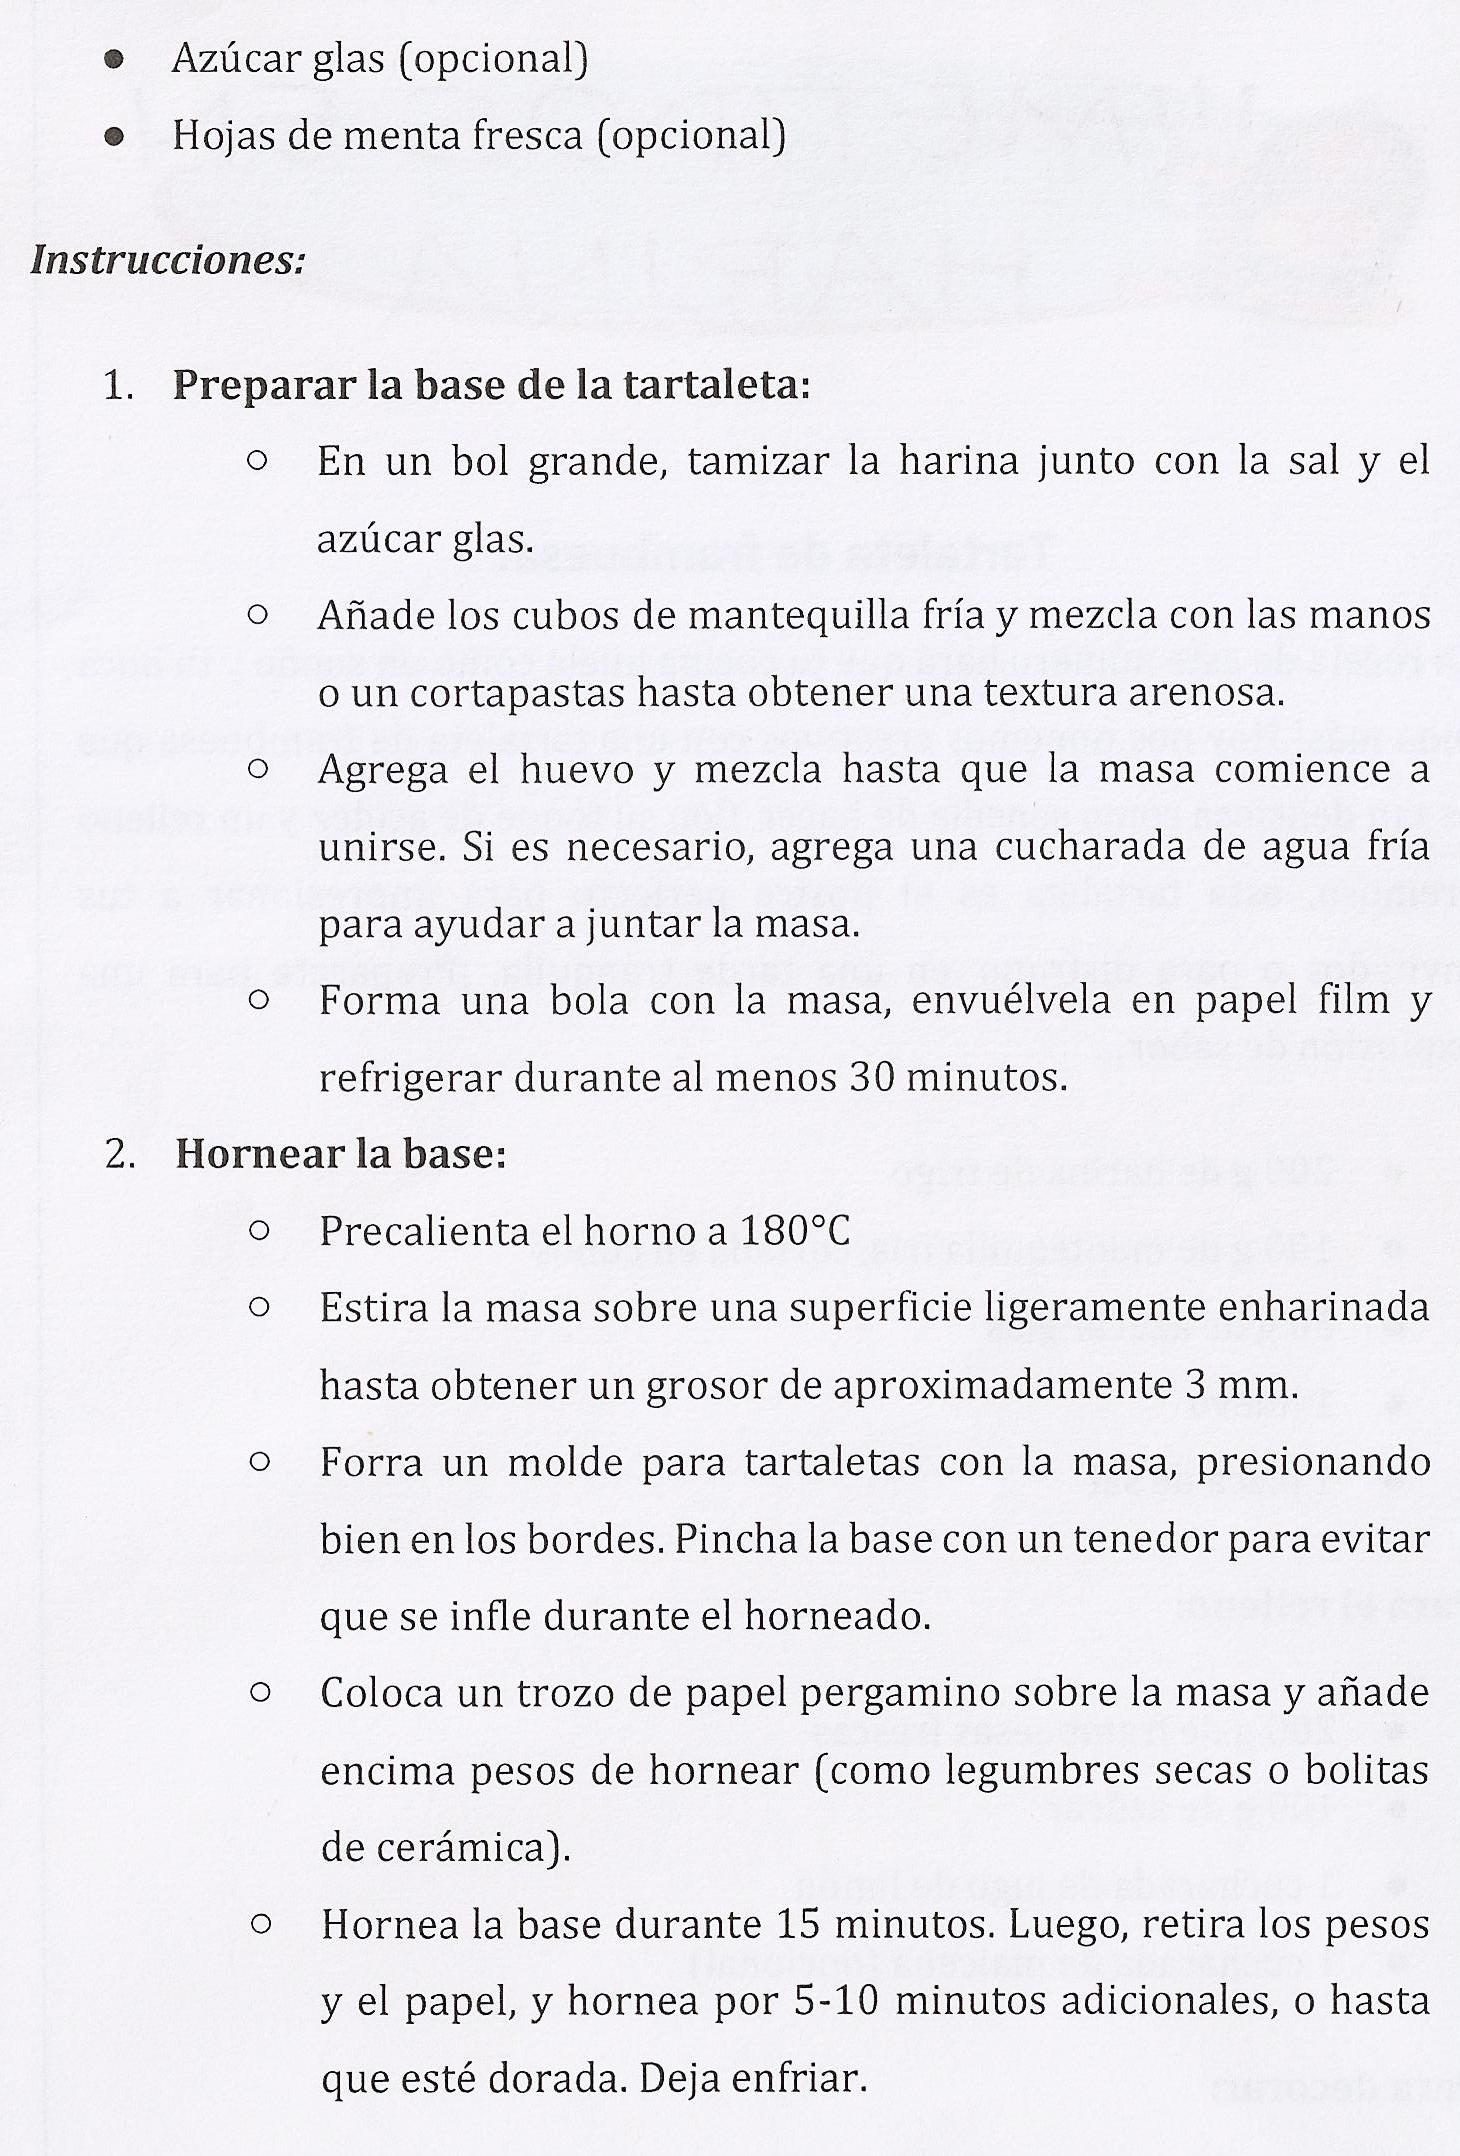 ● Azúcar glas (opcional)
● Hojas de menta fresca (opcional)
Instrucciones:
1. Preparar la base de la tartaleta:
○ En un bol grande, tamizar la harina junto con la sal y el
azúcar glas.
○ Añade los cubos de mantequilla fría y mezcla con las manos
o un cortapastas hasta obtener una textura arenosa.
○ Agrega el huevo y mezcla hasta que la masa comience a
unirse. Si es necesario, agrega una cucharada de agua fría
para ayudar a juntar la masa.
○ Forma una bola con la masa, envuélvela en papel film y
refrigerar durante al menos 30 minutos.
2. Hornear la base:
○ Precalienta el horno a 180°C
○ Estira la masa sobre una superficie ligeramente enharinada
hasta obtener un grosor de aproximadamente 3 mm.
○ Forra un molde para tartaletas con la masa, presionando
bien en los bordes. Pincha la base con un tenedor para evitar
que se infle durante el horneado.
○ Coloca un trozo de papel pergamino sobre la masa y añade
encima pesos de hornear (como legumbres secas o bolitas
de cerámica).
○ Hornea la base durante 15 minutos. Luego, retira los pesos
y el papel, y hornea por 5-10 minutos adicionales, o hasta
que esté dorada. Deja enfriar.